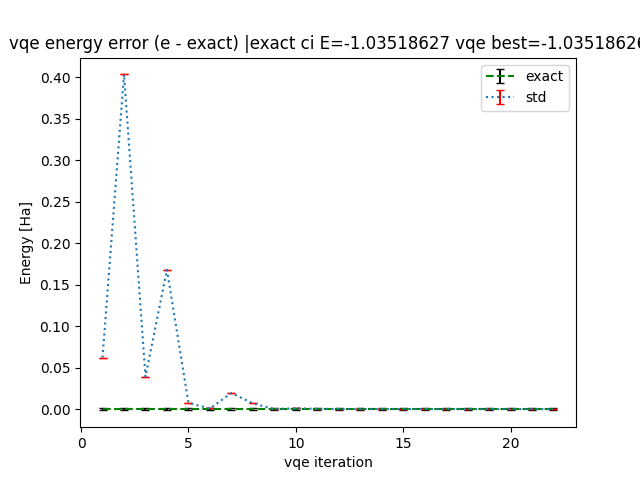 vqe energy error (e - exact) |exact ci E=-1.03518627 vqe best=-1.03518626
exact
std
0.40
0.35
0.30
0.25
0.20
0.15
0.10
0.05
0.00
Energy [Ha]
0 5 10 15 20
vqe iteration